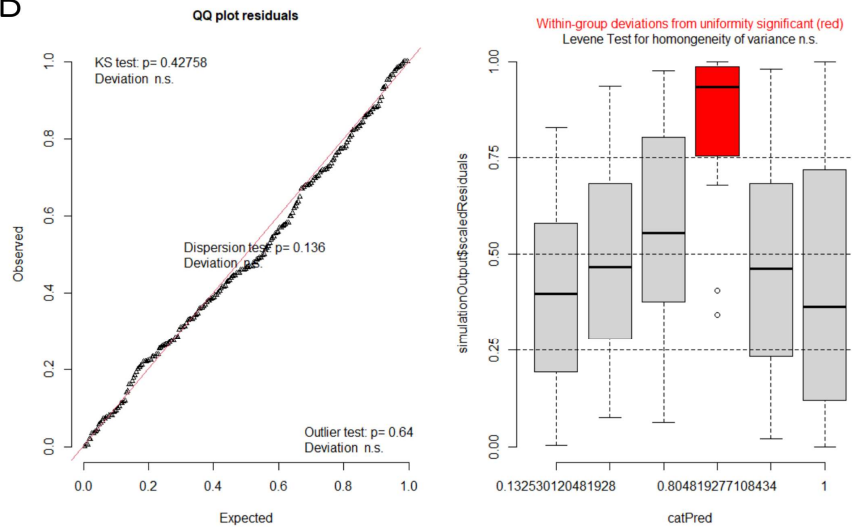 D
QQ plot residuals
KS test: p= 0.42758
Deviation n.s.
Dispersion test: p= 0.136
Deviation n.s.
Outlier test: p= 0.64
Deviation n.s.
Observed
0.0
0.2
0.4
0.6
0.8
1.0
0.0 0.2 0.4 0.6 0.8 1.0
Expected
Within-group deviations from uniformity significant (red)
Levene Test for homongeneity of variance n.s.
simulationOutput$scaledResiduals
0.00
0.25
0.50
0.75
1.00
0.132530120481928 0.804819277108434 1
catPred